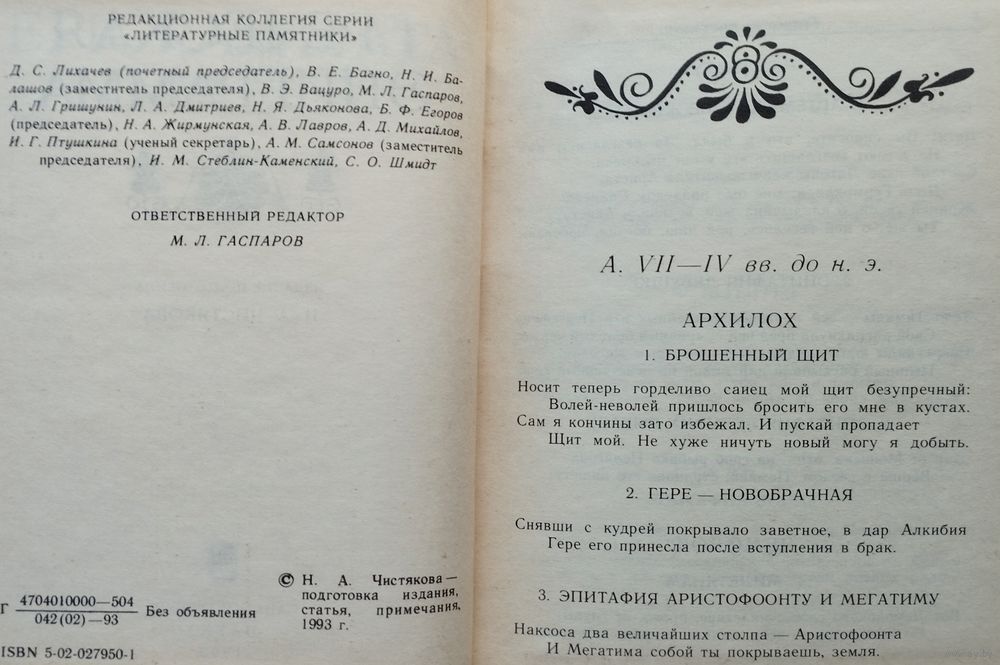 РЕДАКЦИОННАЯ КОЛЛЕГИЯ СЕРИИ
«ЛИТЕРАТУРНЫЕ ПАМЯТНИКИ»
Д. С. Лихачев (почетный председатель), В. Е. Багно, Н. И. Ба-
лашов (заместитель председателя), В. Э. Вацуро, М. Л. Гаспаров,
А. Л. Гришунин, Л. А. Дмитриев, Н. Я. Дьяконова, Б. Ф. Егоров
(председатель), Н. А. Жирмунская, А. В. Лавров, А. Д. Михайлов,
И. Г. Птушкина (ученый секретарь), А. М. Самсонов (заместитель
председателя), И. М. Стеблин-Каменский, С. О. Шмидт
ОТВЕТСТВЕННЫЙ РЕДАКТОР
М. Л. ГАСПАРОВ
Г 4704010000—504
042(02)—93 Без объявления
© Н. А. Чистякова —
подготовка издания,
статья, примечания,
1993 г.
ISBN 5-02-027950-1
А. VII—IV вв. до н. э.
АРХИЛОХ
1. БРОШЕННЫЙ ЩИТ
Носит теперь горделиво саиец мой щит безупречный:
Волей-неволей пришлось бросить его мне в кустах.
Сам я кончины зато избежал. И пускай пропадает
Щит мой. Не хуже ничуть новый могу я добыть.
2. ГЕРЕ — НОВОБРАЧНАЯ
Снявши с кудрей покрывало заветное, в дар Алкибия
Гере его принесла после вступления в брак.
3. ЭПИТАФИЯ АРИСТОФООНТУ И МЕГАТИМУ
Наксоса два величайших столпа — Аристофоонта
И Мегатима собой ты покрываешь, земля.